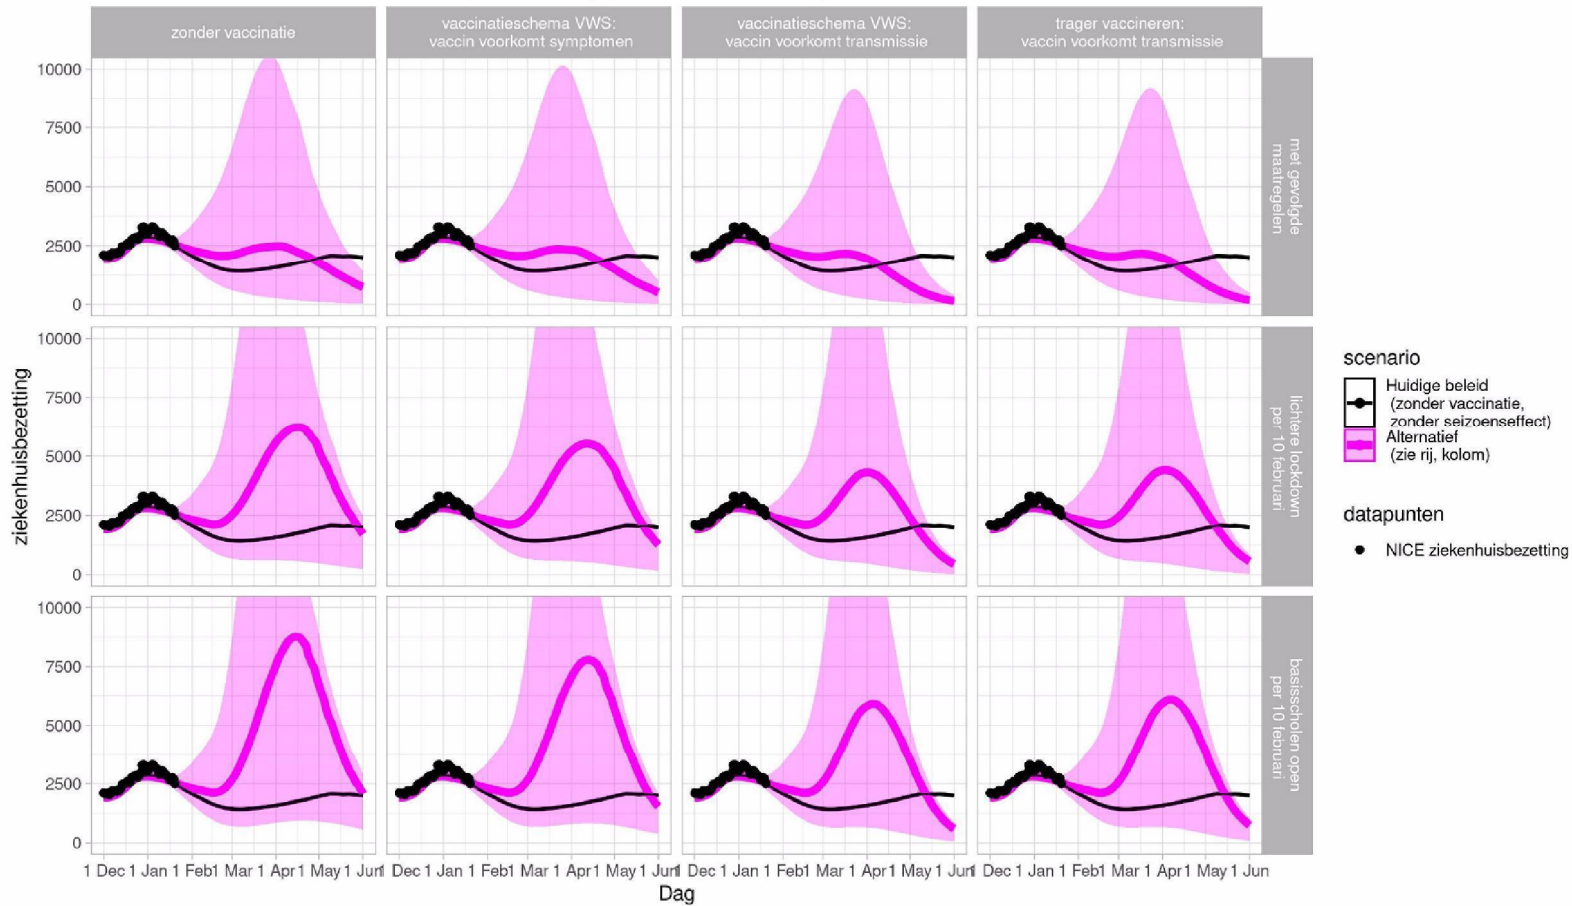 zonder vaccinatie
vaccinatieschema VWS:
vaccin voorkomt symptomen
vaccinatieschema VWS:
vaccin voorkomt transmissie
trager vaccineren:
vaccin voorkomt transmissie
10000
7500
5000
2500
0
met gevolgde
maatregelen
10000
7500
5000
2500
0
lichtere lockdown
per 10 februari
10000
7500
5000
2500
0
basisscholen open
per 10 februari
ziekenhuisbezetting
1 Dec 1 Jan 1 Feb 1 Mar 1 Apr 1 May 1 Jun
1 Dec 1 Jan 1 Feb 1 Mar 1 Apr 1 May 1 Jun
1 Dec 1 Jan 1 Feb 1 Mar 1 Apr 1 May 1 Jun
1 Dec 1 Jan 1 Feb 1 Mar 1 Apr 1 May 1 Jun
Dag
scenario
Huidige beleid
(zonder vaccinatie,
zonder seizoenseffect)
Alternatief
(zie rij, kolom)
datapunten
NICE ziekenhuisbezetting